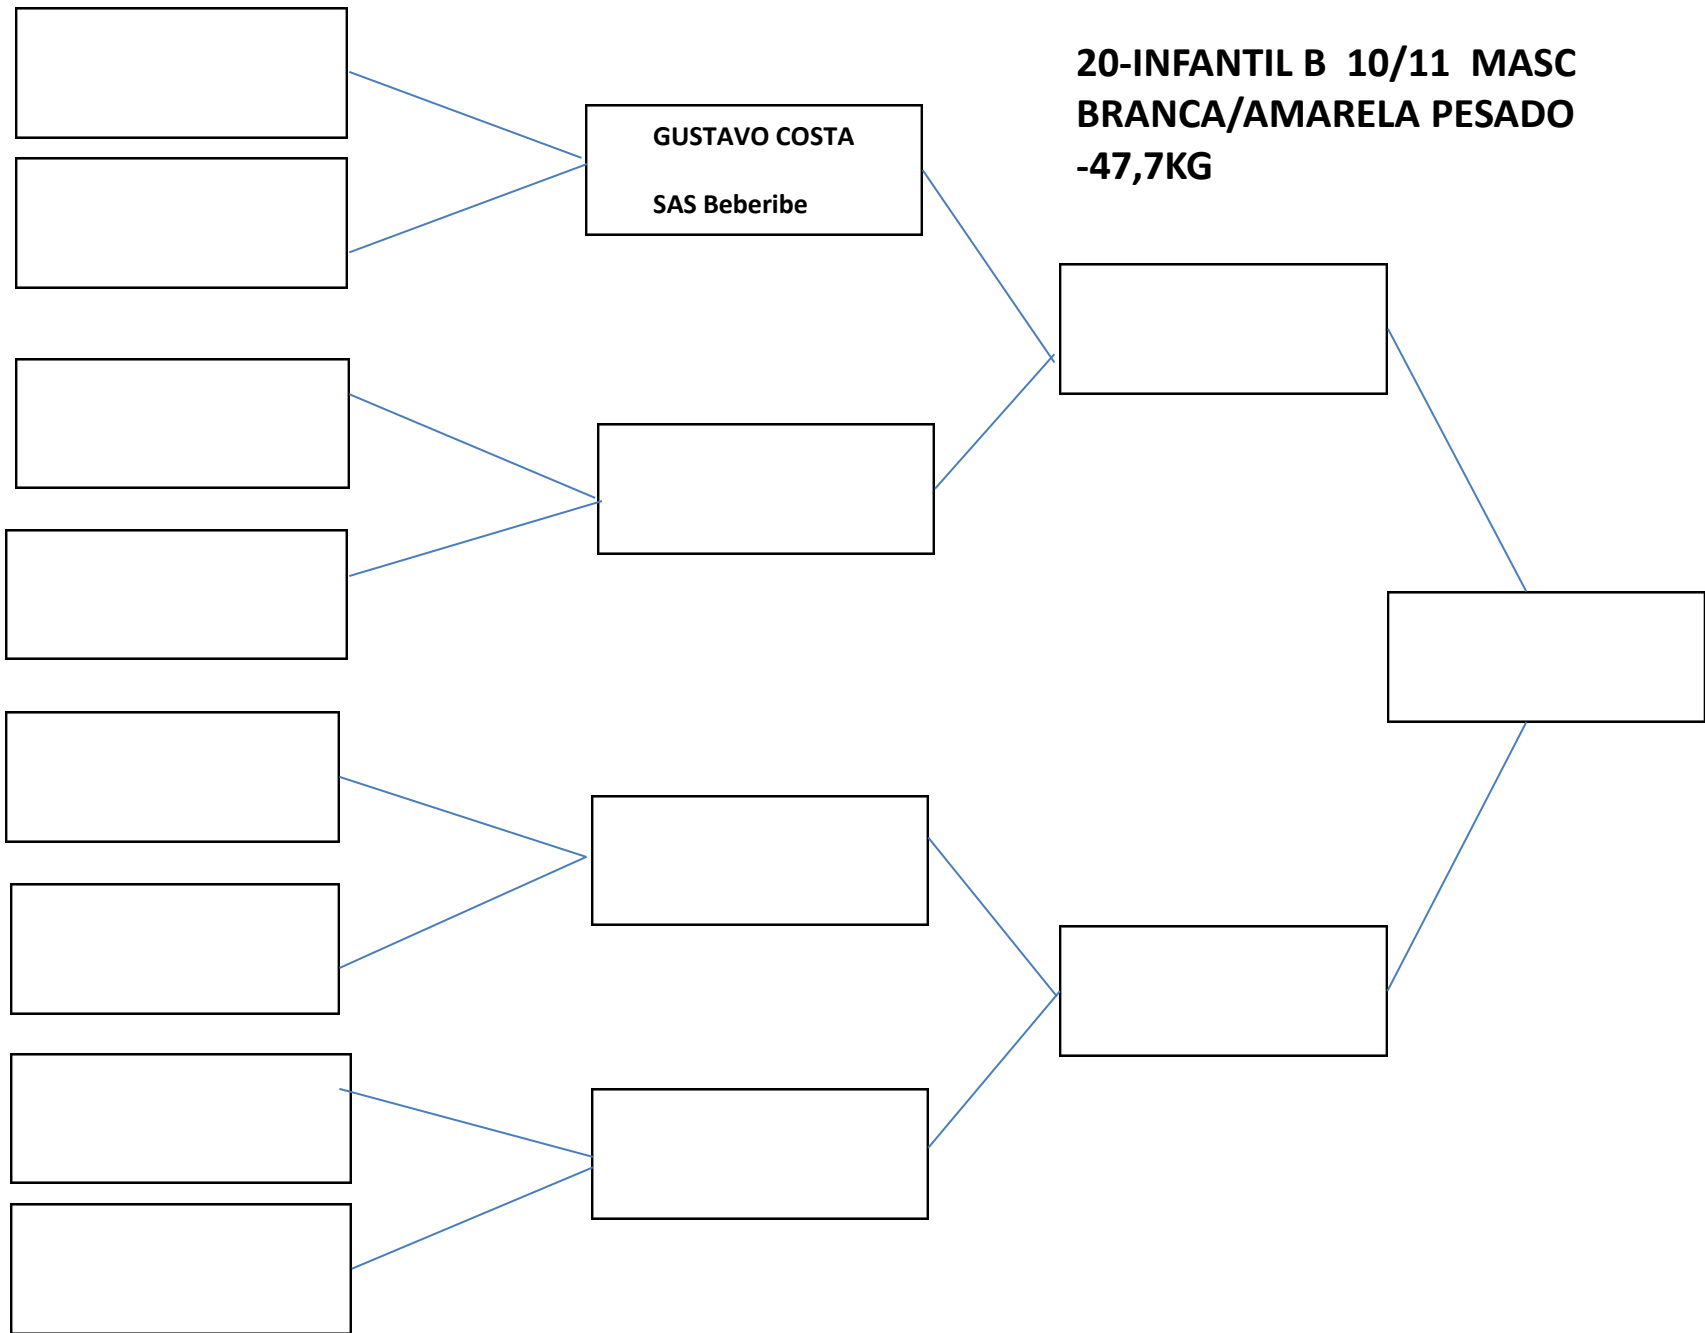 20-INFANTIL B 10/11 MASC
BRANCA/AMARELA PESADO
-47,7KG
GUSTAVO COSTA
SAS Beberibe